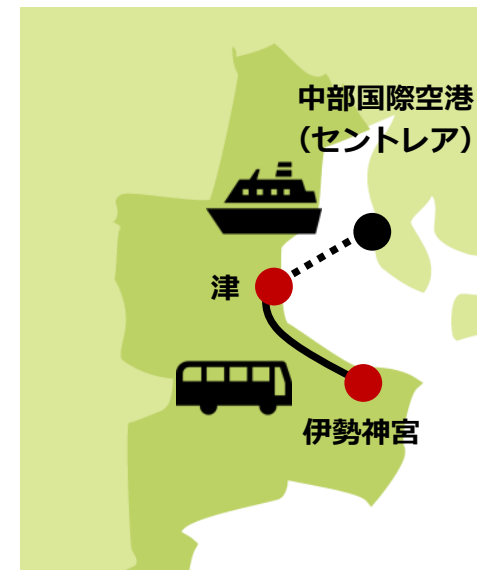 中部国際空港
（セントレア）
津
伊勢神宮